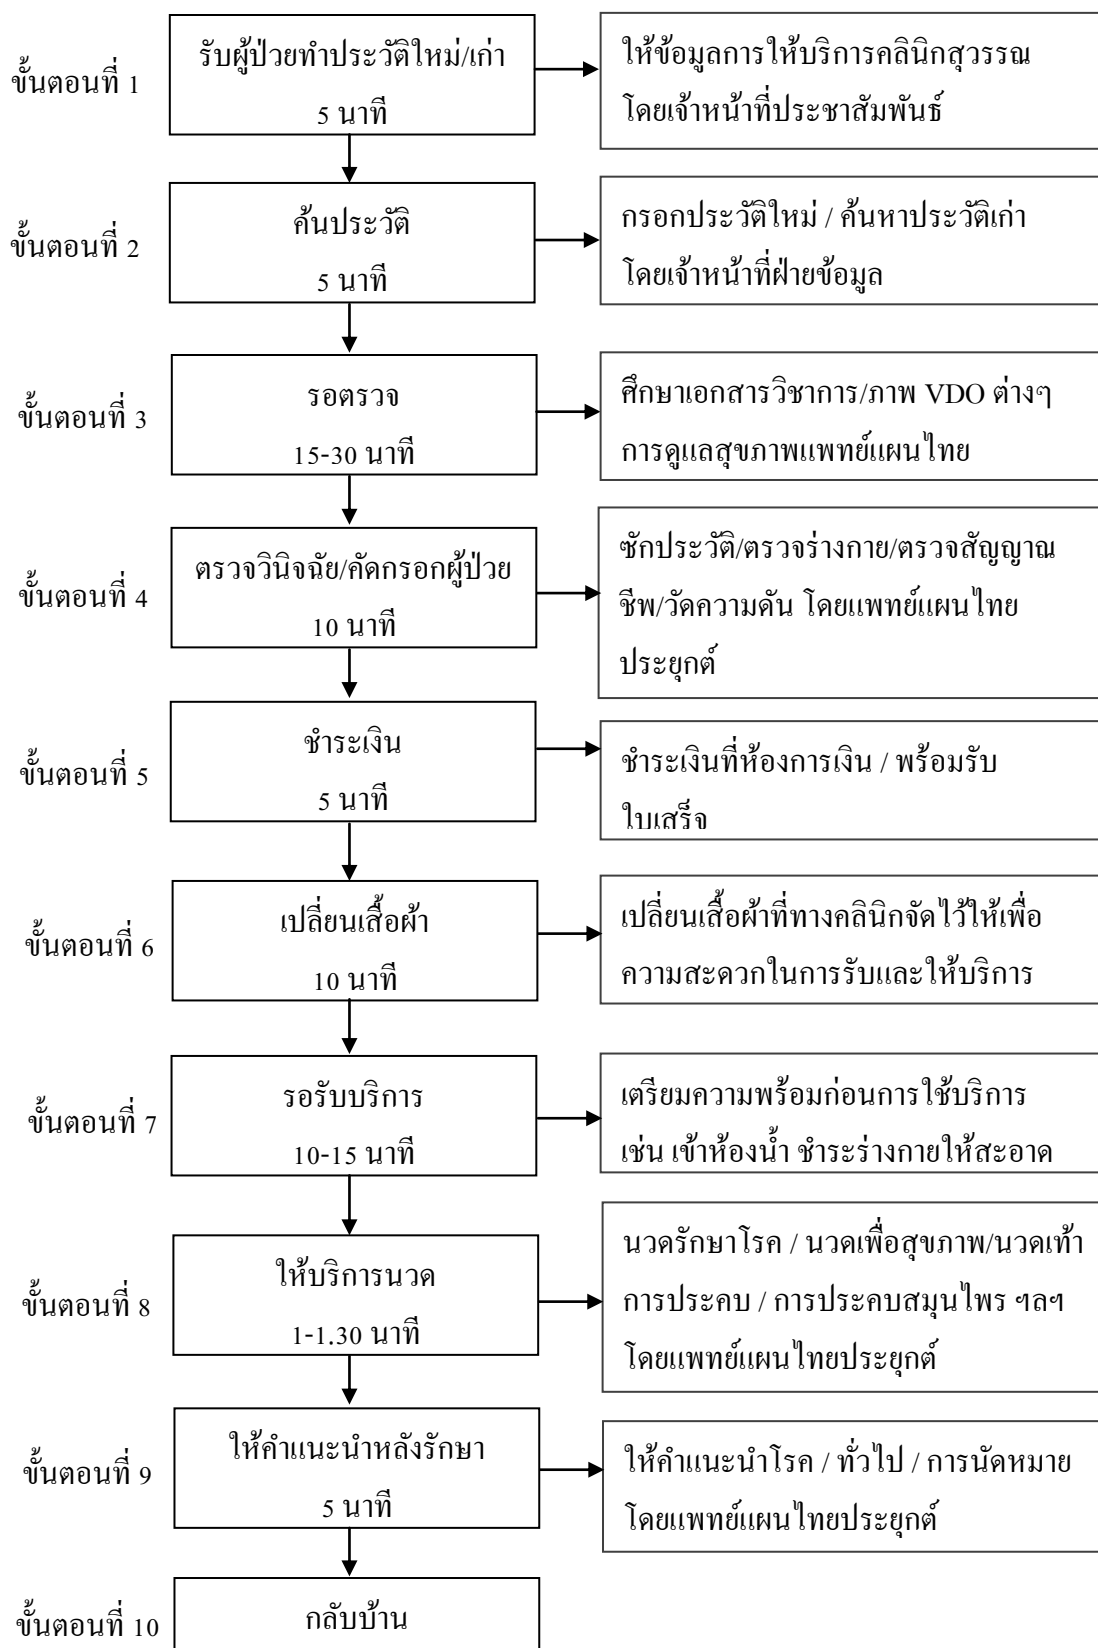 ขั้นตอนที่ 1
รับผู้ป่วยทำประวัติใหม่/เก่า
5 นาที
ให้ข้อมูลการให้บริการคลินิกสุวรรณ
โดยเจ้าหน้าที่ประชาสัมพันธ์
ขั้นตอนที่ 2
ค้นประวัติ
5 นาที
กรอกประวัติใหม่ / ค้นหาประวัติเก่า
โดยเจ้าหน้าที่ฝ่ายข้อมูล
ขั้นตอนที่ 3
รอตรวจ
15-30 นาที
ศึกษาเอกสารวิชาการ/ภาพ VDO ต่างๆ
การดูแลสุขภาพแพทย์แผนไทย
ขั้นตอนที่ 4
ตรวจวินิจฉัย/คัดกรอกผู้ป่วย
10 นาที
ซักประวัติ/ตรวจร่างกาย/ตรวจสัญญาณ
ชีพ/วัดความดัน โดยแพทย์แผนไทย
ประยุกต์
ขั้นตอนที่ 5
ชำระเงิน
5 นาที
ชำระเงินที่ห้องการเงิน / พร้อมรับ
ใบเสร็จ
ขั้นตอนที่ 6
เปลี่ยนเสื้อผ้า
10 นาที
เปลี่ยนเสื้อผ้าที่ทางคลินิกจัดไว้ให้เพื่อ
ความสะดวกในการรับและให้บริการ
ขั้นตอนที่ 7
รอรับบริการ
10-15 นาที
เตรียมความพร้อมก่อนการใช้บริการ
เช่น เข้าห้องน้ำ ชำระร่างกายให้สะอาด
ขั้นตอนที่ 8
ให้บริการนวด
1-1.30 นาที
นวดรักษาโรค / นวดเพื่อสุขภาพ/นวดเท้า
การประคบ / การประคบสมุนไพร ฯลฯ
โดยแพทย์แผนไทยประยุกต์
ขั้นตอนที่ 9
ให้คำแนะนำหลังรักษา
5 นาที
ให้คำแนะนำโรค / ทั่วไป / การนัดหมาย
โดยแพทย์แผนไทยประยุกต์
ขั้นตอนที่ 10
กลับบ้าน